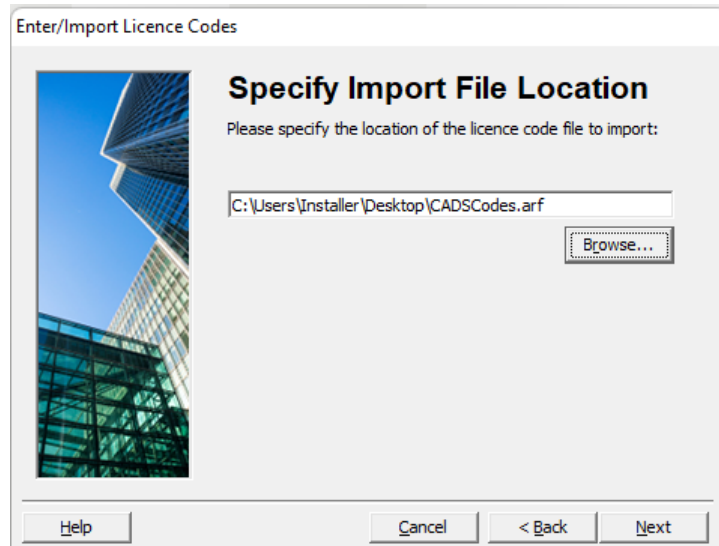 Enter/Import Licence Codes
Specify Import File Location
Please specify the location of the licence code file to import:
C:\Users\Installer\Desktop\CADSCodes.arf
Browse...
Help
Cancel
< Back
Next